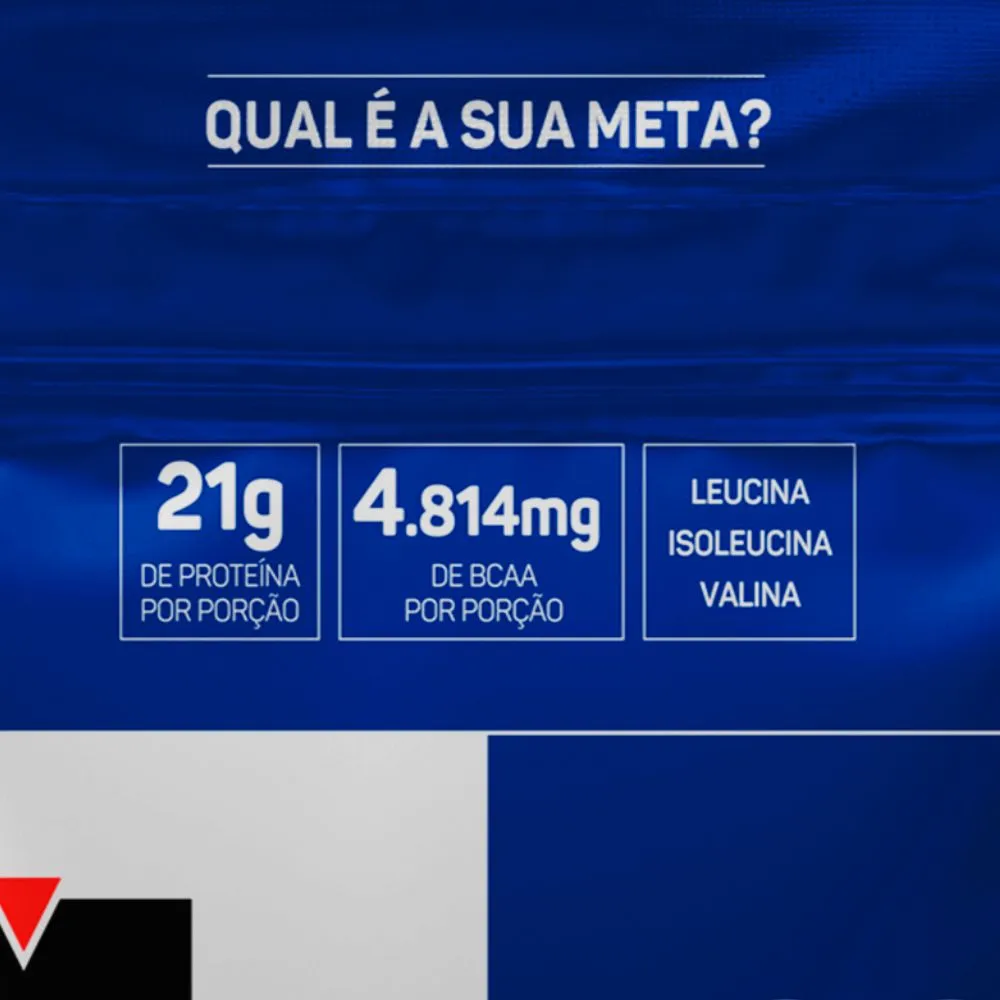 QUAL É A SUA META?
21g
DE PROTEÍNA
POR PORÇÃO
4.814mg
DE BCAA
POR PORÇÃO
LEUCINA
ISOLEUCINA
VALINA